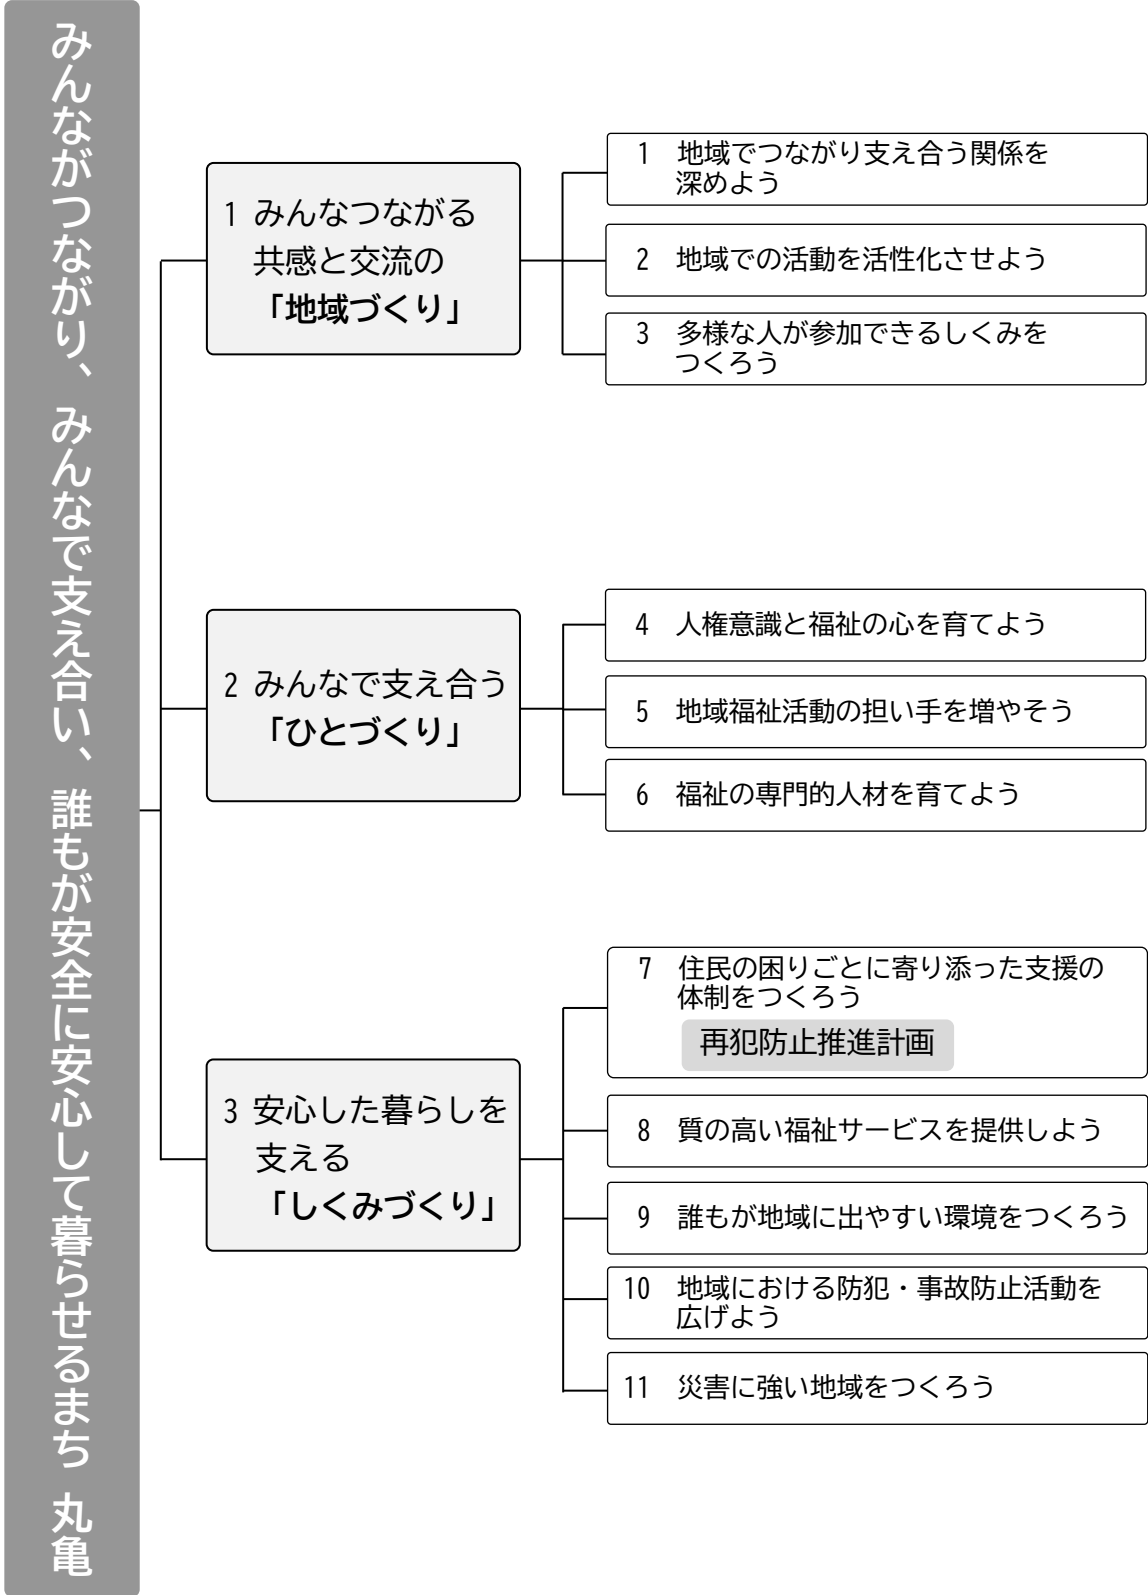 みんながつながり、みんなで支え合い、誰もが安全に安心して暮らせるまち 丸亀
1 みんなつながる
共感と交流の
「地域づくり」
1 地域でつながり支え合う関係を
深めよう
2 地域での活動を活性化させよう
3 多様な人が参加できるしくみを
つくろう
2 みんなで支え合う
「ひとづくり」
4 人権意識と福祉の心を育てよう
5 地域福祉活動の担い手を増やそう
6 福祉の専門的人材を育てよう
3 安心した暮らしを
支える
「しくみづくり」
7 住民の困りごとに寄り添った支援の
体制をつくろう
再犯防止推進計画
8 質の高い福祉サービスを提供しよう
9 誰もが地域に出やすい環境をつくろう
10 地域における防犯・事故防止活動を
広げよう
11 災害に強い地域をつくろう